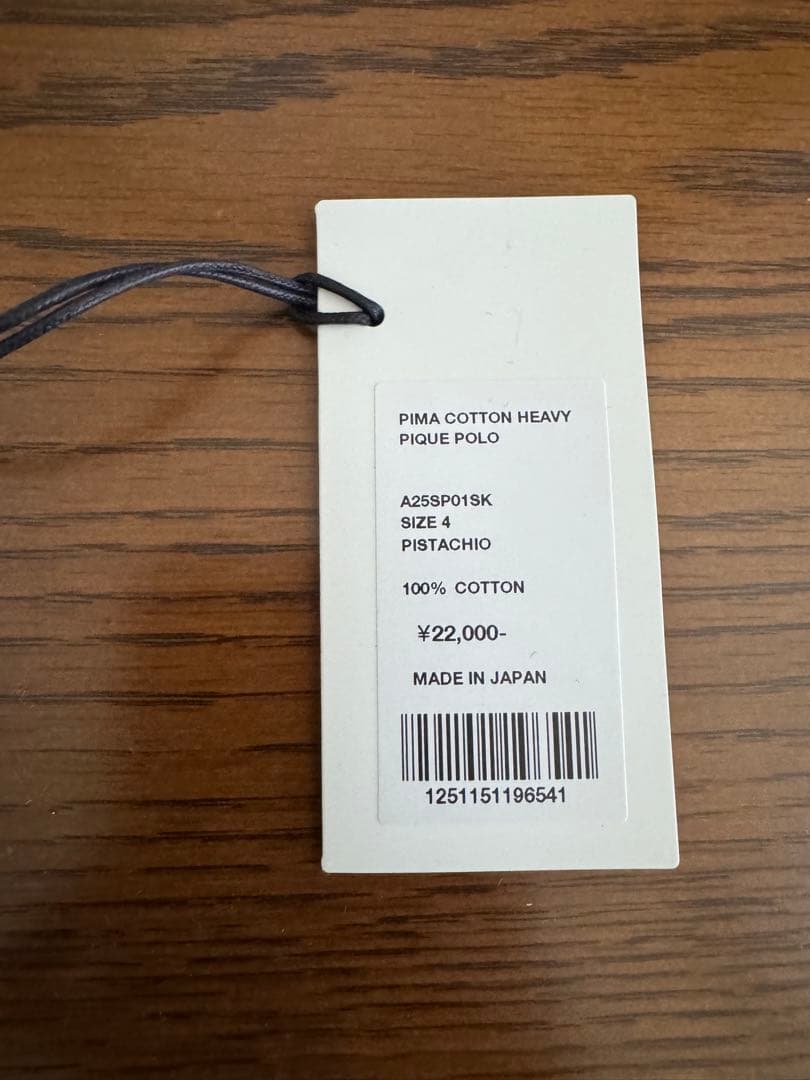 PIMA COTTON HEAVY
PIQUE POLO
A25SP01SK
SIZE 4
PISTACHIO
100% COTTON
¥22,000-
MADE IN JAPAN
1251151196541